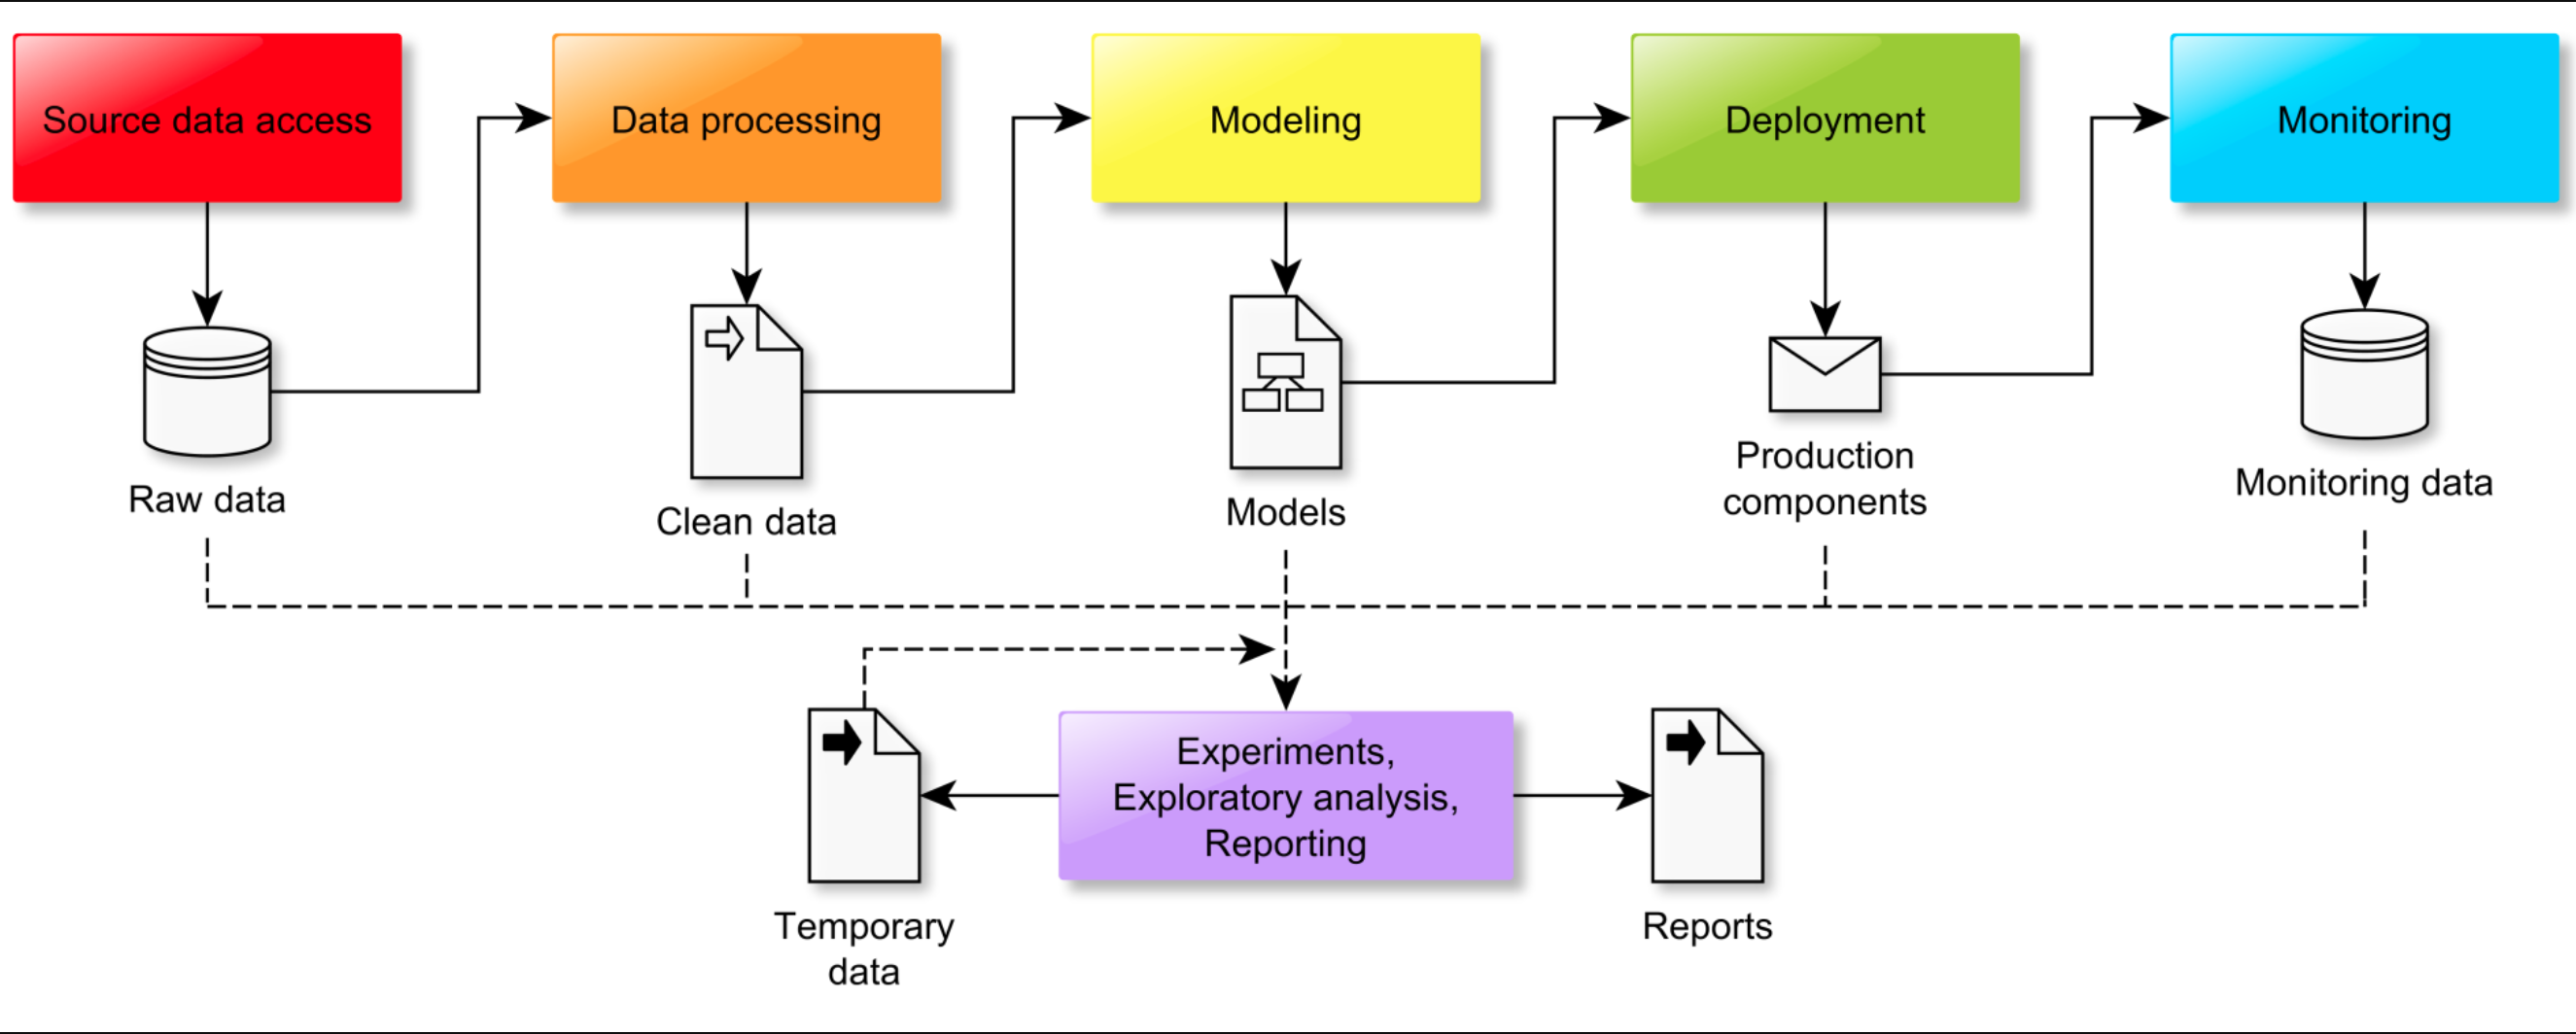 Source data access
Data processing
Modeling
Deployment
Monitoring
Raw data
Clean data
Models
Production
components
Monitoring data
Experiments,
Exploratory analysis,
Reporting
Temporary
data
Reports